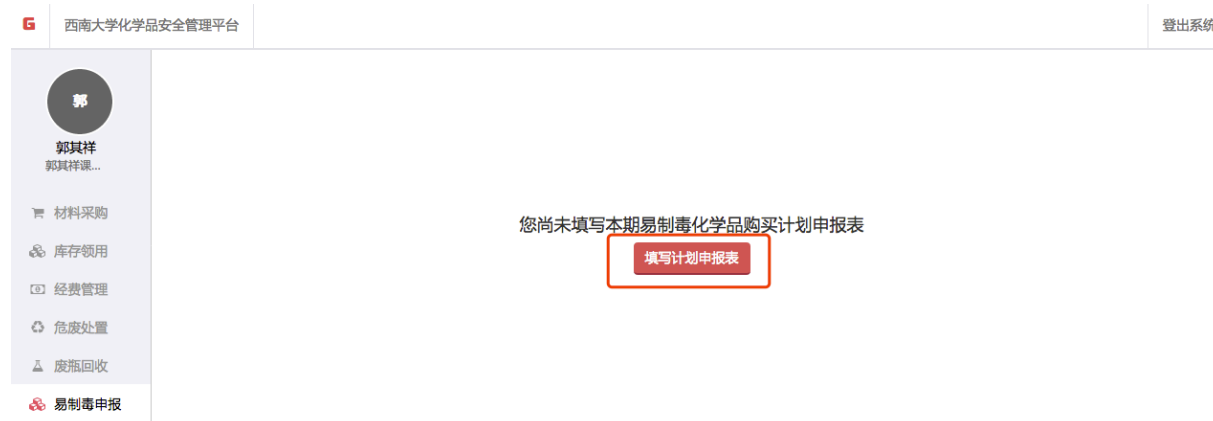 G 西南大学化学品安全管理平台 登出系统
郭
郭其祥
郭其祥课...
材料采购
库存领用
经费管理
危废处置
废瓶回收
易制毒申报
您尚未填写本期易制毒化学品购买计划申报表
填写计划申报表